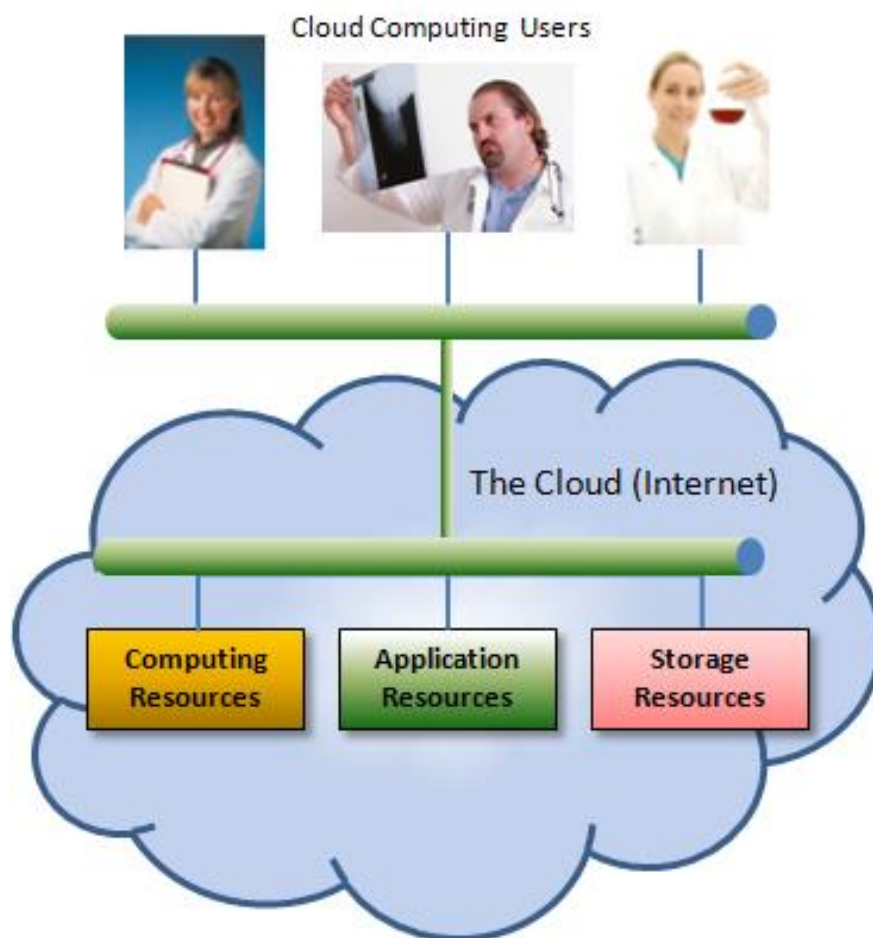 Cloud Computing Users
The Cloud (Internet)
Computing
Resources
Application
Resources
Storage
Resources